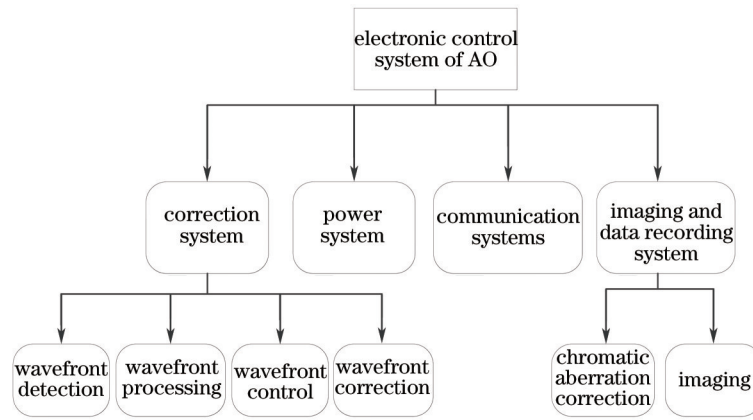 electronic control
system of AO
correction
system
power
system
communication
systems
imaging and
data recording
system
wavefront
detection
wavefront
processing
wavefront
control
wavefront
correction
chromatic
aberration
correction
imaging